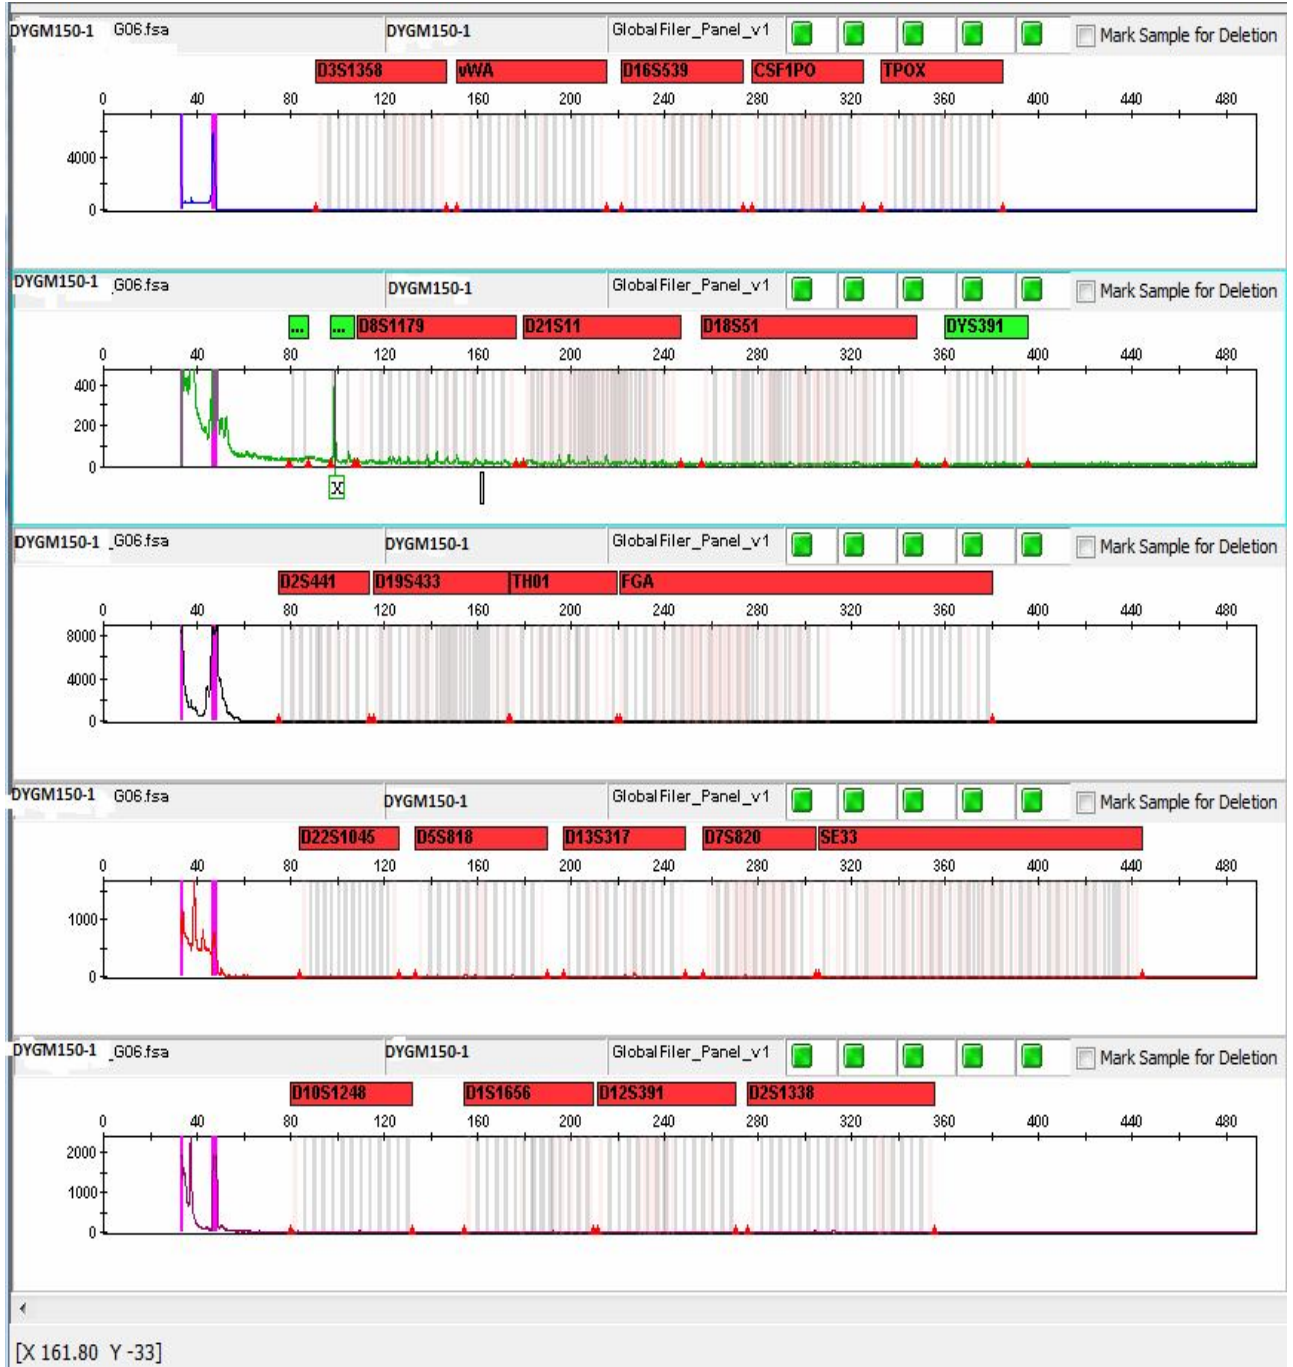 DYGM150-1 G06.fsa DYGM150-1 GlobalFiler_Panel_v1 Mark Sample for Deletion
D3S1358 vWA D16S539 CSF1PO TPOX
0 40 80 120 160 200 240 280 320 360 400 440 480
4000
0
DYGM150-1 _G06.fsa DYGM150-1 GlobalFiler_Panel_v1 Mark Sample for Deletion
... ... D8S1179 D21S11 D18S51 DYS391
0 40 80 120 160 200 240 280 320 360 400 440 480
400
200
0
X
DYGM150-1 _G06.fsa DYGM150-1 GlobalFiler_Panel_v1 Mark Sample for Deletion
D2S441 D19S433 TH01 FGA
0 40 80 120 160 200 240 280 320 360 400 440 480
8000
4000
0
DYGM150-1 G06.fsa DYGM150-1 GlobalFiler_Panel_v1 Mark Sample for Deletion
D22S1045 D5S818 D13S317 D7S820 SE33
0 40 80 120 160 200 240 280 320 360 400 440 480
1000
0
DYGM150-1 _G06.fsa DYGM150-1 GlobalFiler_Panel_v1 Mark Sample for Deletion
D10S1248 D1S1656 D12S391 D2S1338
0 40 80 120 160 200 240 280 320 360 400 440 480
2000
1000
0
[X 161.80 Y -33]